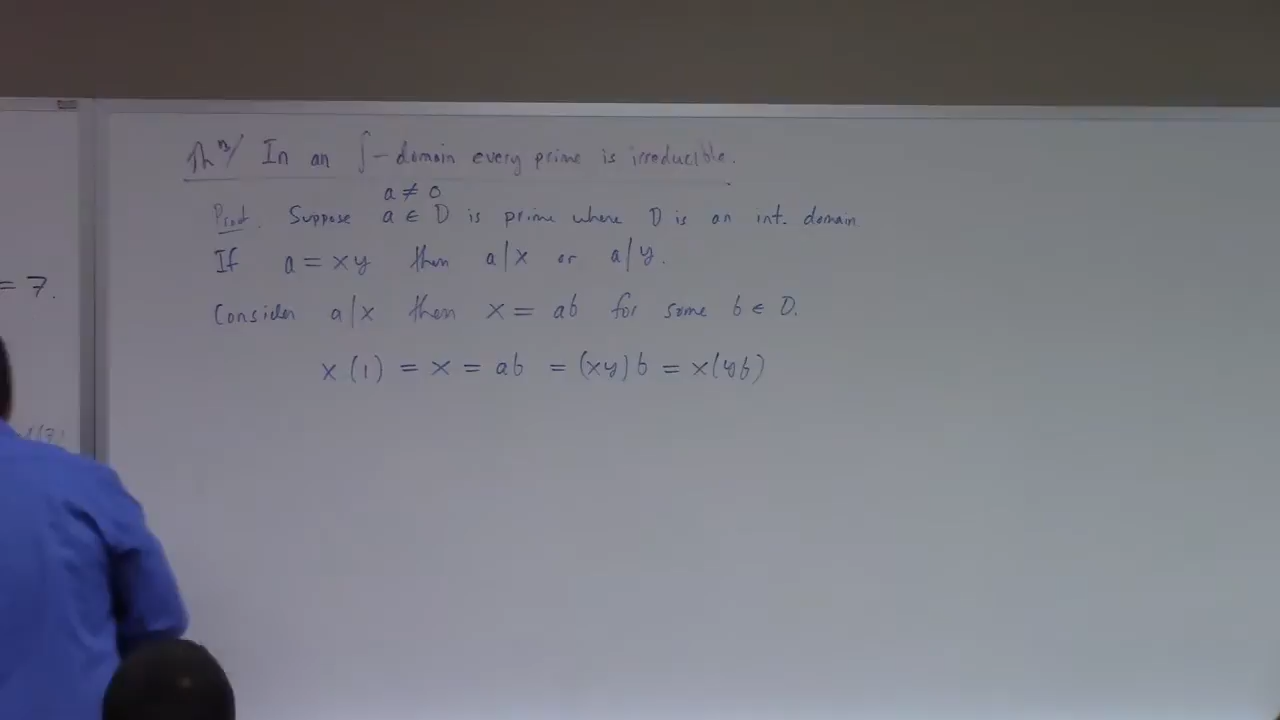 = 7.
Thm/ In an ∫-domain every prime is irreducible.
a ≠ 0
Proof. Suppose a ∈ D is prime where D is an int. domain
If a = xy then a|x or a|y.
Consider a|x then x = ab for some b ∈ D.
x(1) = x = ab = (xy)b = x(yb)